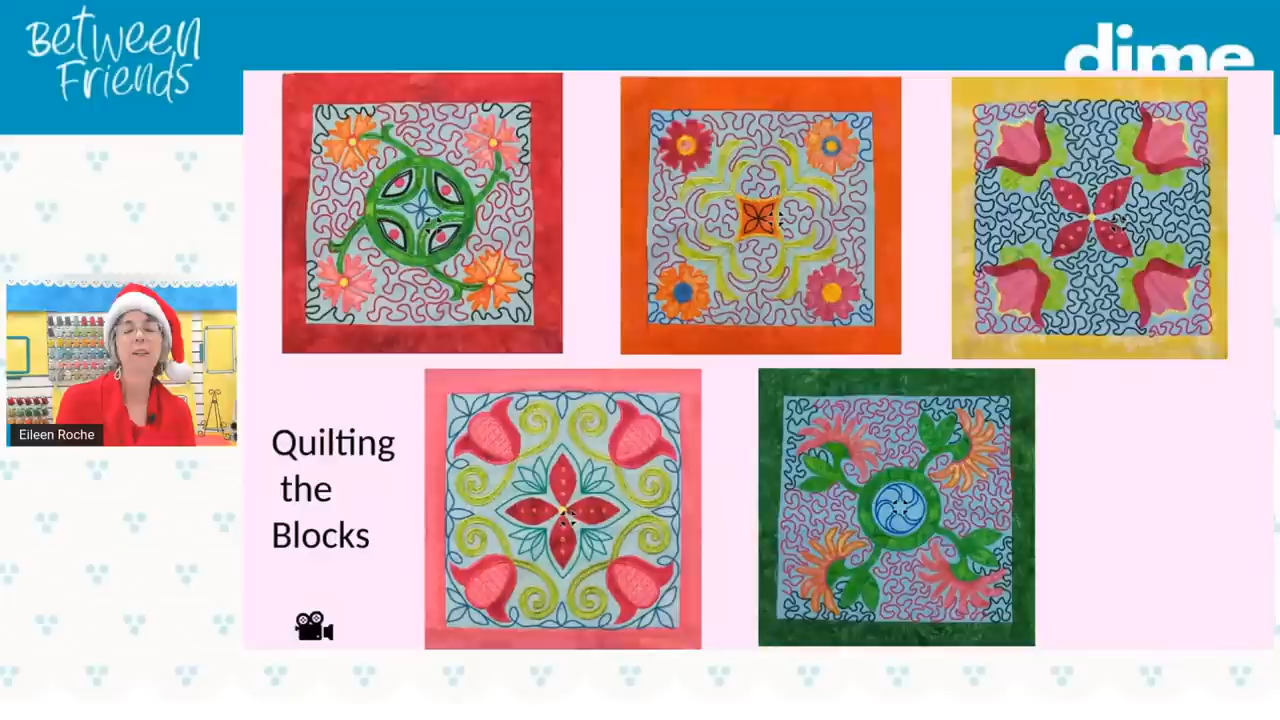 Between
Friends
dime
Eileen Roche
Quilting
the
Blocks